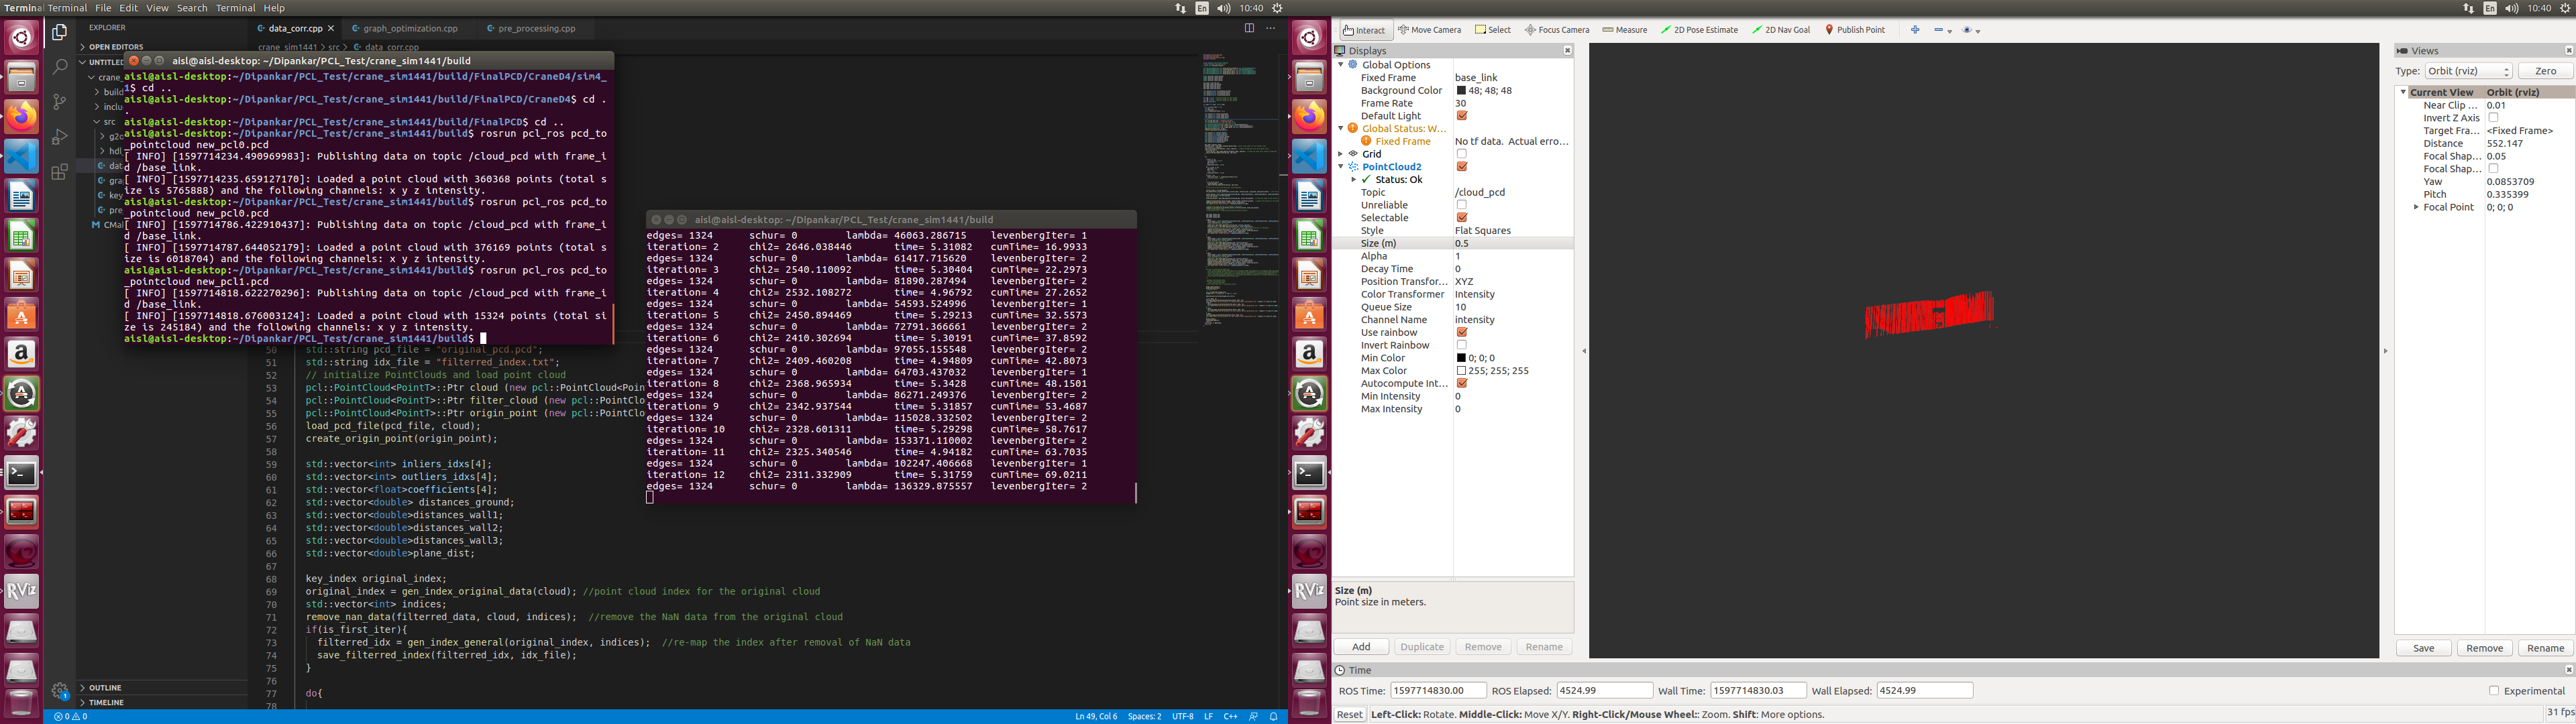 Terminal Terminal File Edit View Search Terminal Help
En 10:40
En 10:40
EXPLORER
OPEN EDITORS
UNTITLED
crane_
build
inclu
src
g2o
hdl_
dat
gra
key
pre
CMa
OUTLINE
TIMELINE
data_corr.cpp graph_optimization.cpp pre_processing.cpp
crane_sim1441 > src > data_corr.cpp
aisl@aisl-desktop: ~/Dipankar/PCL_Test/crane_sim1441/build
aisl@aisl-desktop:~/Dipankar/PCL_Test/crane_sim1441/build/FinalPCD/CraneD4/sim4_
1$ cd ..
aisl@aisl-desktop:~/Dipankar/PCL_Test/crane_sim1441/build/FinalPCD/CraneD4$ cd .
.
aisl@aisl-desktop:~/Dipankar/PCL_Test/crane_sim1441/build/FinalPCD$ cd ..
aisl@aisl-desktop:~/Dipankar/PCL_Test/crane_sim1441/build$ rosrun pcl_ros pcd_to
_pointcloud new_pcl0.pcd
[ INFO] [1597714234.490969983]: Publishing data on topic /cloud_pcd with frame_i
d /base_link.
[ INFO] [1597714235.659127170]: Loaded a point cloud with 360368 points (total s
ize is 5765888) and the following channels: x y z intensity.
aisl@aisl-desktop:~/Dipankar/PCL_Test/crane_sim1441/build$ rosrun pcl_ros pcd_to
_pointcloud new_pcl0.pcd
[ INFO] [1597714786.422910437]: Publishing data on topic /cloud_pcd with frame_i
d /base_link.
[ INFO] [1597714787.644052179]: Loaded a point cloud with 376169 points (total s
ize is 6018704) and the following channels: x y z intensity.
aisl@aisl-desktop:~/Dipankar/PCL_Test/crane_sim1441/build$ rosrun pcl_ros pcd_to
_pointcloud new_pcl1.pcd
[ INFO] [1597714818.622270296]: Publishing data on topic /cloud_pcd with frame_i
d /base_link.
[ INFO] [1597714818.676003124]: Loaded a point cloud with 15324 points (total si
ze is 245184) and the following channels: x y z intensity.
aisl@aisl-desktop:~/Dipankar/PCL_Test/crane_sim1441/build$
50 std::string pcd_file = "original_pcd.pcd";
51 std::string idx_file = "filterred_index.txt";
52 // initialize PointClouds and load point cloud
53 pcl::PointCloud<PointT>::Ptr cloud (new pcl::PointCloud<Poin
54 pcl::PointCloud<PointT>::Ptr filter_cloud (new pcl::PointClo
55 pcl::PointCloud<PointT>::Ptr origin_point (new pcl::PointClo
56 load_pcd_file(pcd_file, cloud);
57 create_origin_point(origin_point);
58
59 std::vector<int> inliers_idxs[4];
60 std::vector<int> outliers_idxs[4];
61 std::vector<float>coefficients[4];
62 std::vector<double> distances_ground;
63 std::vector<double>distances_wall1;
64 std::vector<double>distances_wall2;
65 std::vector<double>distances_wall3;
66 std::vector<double>plane_dist;
67
68 key_index original_index;
69 original_index = gen_index_original_data(cloud); //point cloud index for the original cloud
70 std::vector<int> indices;
71 remove_nan_data(filterred_data, cloud, indices); //remove the NaN data from the original cloud
72 if(is_first_iter){
73 filterred_idx = gen_index_general(original_index, indices); //re-map the index after removal of NaN data
74 save_filterred_index(filterred_idx, idx_file);
75 }
76
77 do{
78
aisl@aisl-desktop: ~/Dipankar/PCL_Test/crane_sim1441/build
edges= 1324 schur= 0 lambda= 46063.286715 levenbergIter= 1
iteration= 2 chi2= 2646.038446 time= 5.31082 cumTime= 16.9933
edges= 1324 schur= 0 lambda= 61417.715620 levenbergIter= 2
iteration= 3 chi2= 2540.110092 time= 5.30404 cumTime= 22.2973
edges= 1324 schur= 0 lambda= 81890.287494 levenbergIter= 2
iteration= 4 chi2= 2532.108272 time= 4.96792 cumTime= 27.2652
edges= 1324 schur= 0 lambda= 54593.524996 levenbergIter= 1
iteration= 5 chi2= 2450.894469 time= 5.29213 cumTime= 32.5573
edges= 1324 schur= 0 lambda= 72791.366661 levenbergIter= 2
iteration= 6 chi2= 2410.302694 time= 5.30191 cumTime= 37.8592
edges= 1324 schur= 0 lambda= 97055.155548 levenbergIter= 2
iteration= 7 chi2= 2409.460208 time= 4.94809 cumTime= 42.8073
edges= 1324 schur= 0 lambda= 64703.437032 levenbergIter= 1
iteration= 8 chi2= 2368.965934 time= 5.3428 cumTime= 48.1501
edges= 1324 schur= 0 lambda= 86271.249376 levenbergIter= 2
iteration= 9 chi2= 2342.937544 time= 5.31857 cumTime= 53.4687
edges= 1324 schur= 0 lambda= 115028.332502 levenbergIter= 2
iteration= 10 chi2= 2328.601311 time= 5.29298 cumTime= 58.7617
edges= 1324 schur= 0 lambda= 153371.110002 levenbergIter= 2
iteration= 11 chi2= 2325.340546 time= 4.94182 cumTime= 63.7035
edges= 1324 schur= 0 lambda= 102247.406668 levenbergIter= 1
iteration= 12 chi2= 2311.332909 time= 5.31759 cumTime= 69.0211
edges= 1324 schur= 0 lambda= 136329.875557 levenbergIter= 2
0 0
Ln 49, Col 6 Spaces: 2 UTF-8 LF C++
Interact Move Camera Select Focus Camera Measure 2D Pose Estimate 2D Nav Goal Publish Point
Displays
Global Options
Fixed Frame base_link
Background Color 48; 48; 48
Frame Rate 30
Default Light
Global Status: W...
Fixed Frame No tf data. Actual erro...
Grid
PointCloud2
Status: Ok
Topic /cloud_pcd
Unreliable
Selectable
Style Flat Squares
Size (m) 0.5
Alpha 1
Decay Time 0
Position Transfor... XYZ
Color Transformer Intensity
Queue Size 10
Channel Name intensity
Use rainbow
Invert Rainbow
Min Color 0; 0; 0
Max Color 255; 255; 255
Autocompute Int...
Min Intensity 0
Max Intensity 0
Size (m)
Point size in meters.
Add Duplicate Remove Rename
Views
Type: Orbit (rviz) Zero
Current View Orbit (rviz)
Near Clip ... 0.01
Invert Z Axis
Target Fra... <Fixed Frame>
Distance 552.147
Focal Shap... 0.05
Focal Shap...
Yaw 0.0853709
Pitch 0.335399
Focal Point 0; 0; 0
Save Remove Rename
Time
ROS Time: 1597714830.00 ROS Elapsed: 4524.99 Wall Time: 1597714830.03 Wall Elapsed: 4524.99 Experimental
Reset Left-Click: Rotate. Middle-Click: Move X/Y. Right-Click/Mouse Wheel:: Zoom. Shift: More options. 31 fps
RViz
RViz